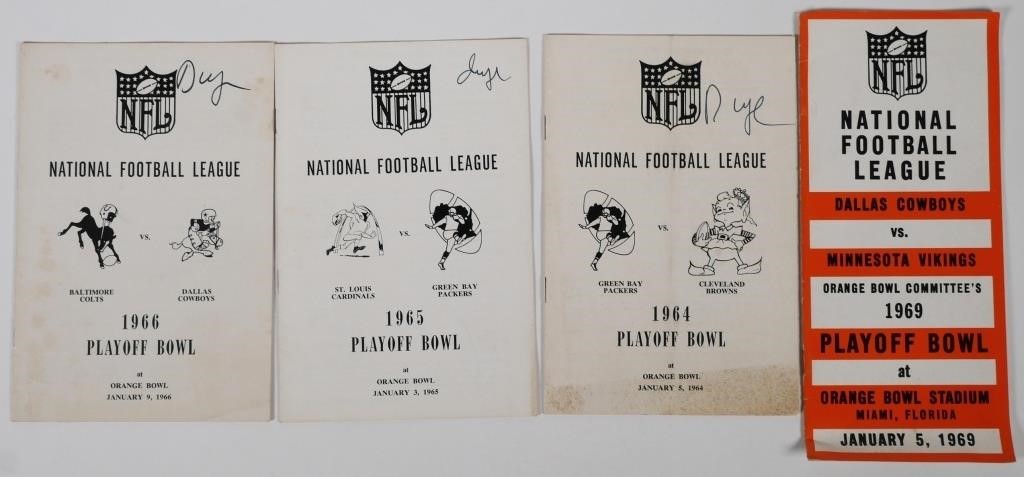 NFL
NATIONAL FOOTBALL LEAGUE
VS.
BALTIMORE
COLTS
DALLAS
COWBOYS
1966
PLAYOFF BOWL
at
ORANGE BOWL
JANUARY 9, 1966
NFL
NATIONAL FOOTBALL LEAGUE
VS.
ST. LOUIS
CARDINALS
GREEN BAY
PACKERS
1965
PLAYOFF BOWL
at
ORANGE BOWL
JANUARY 3, 1965
NFL
NATIONAL FOOTBALL LEAGUE
VS.
GREEN BAY
PACKERS
CLEVELAND
BROWNS
1964
PLAYOFF BOWL
at
ORANGE BOWL
JANUARY 5, 1964
NFL
NATIONAL
FOOTBALL
LEAGUE
DALLAS COWBOYS
vs.
MINNESOTA VIKINGS
ORANGE BOWL COMMITTEE'S
1969
PLAYOFF BOWL
at
ORANGE BOWL STADIUM
MIAMI, FLORIDA
JANUARY 5, 1969